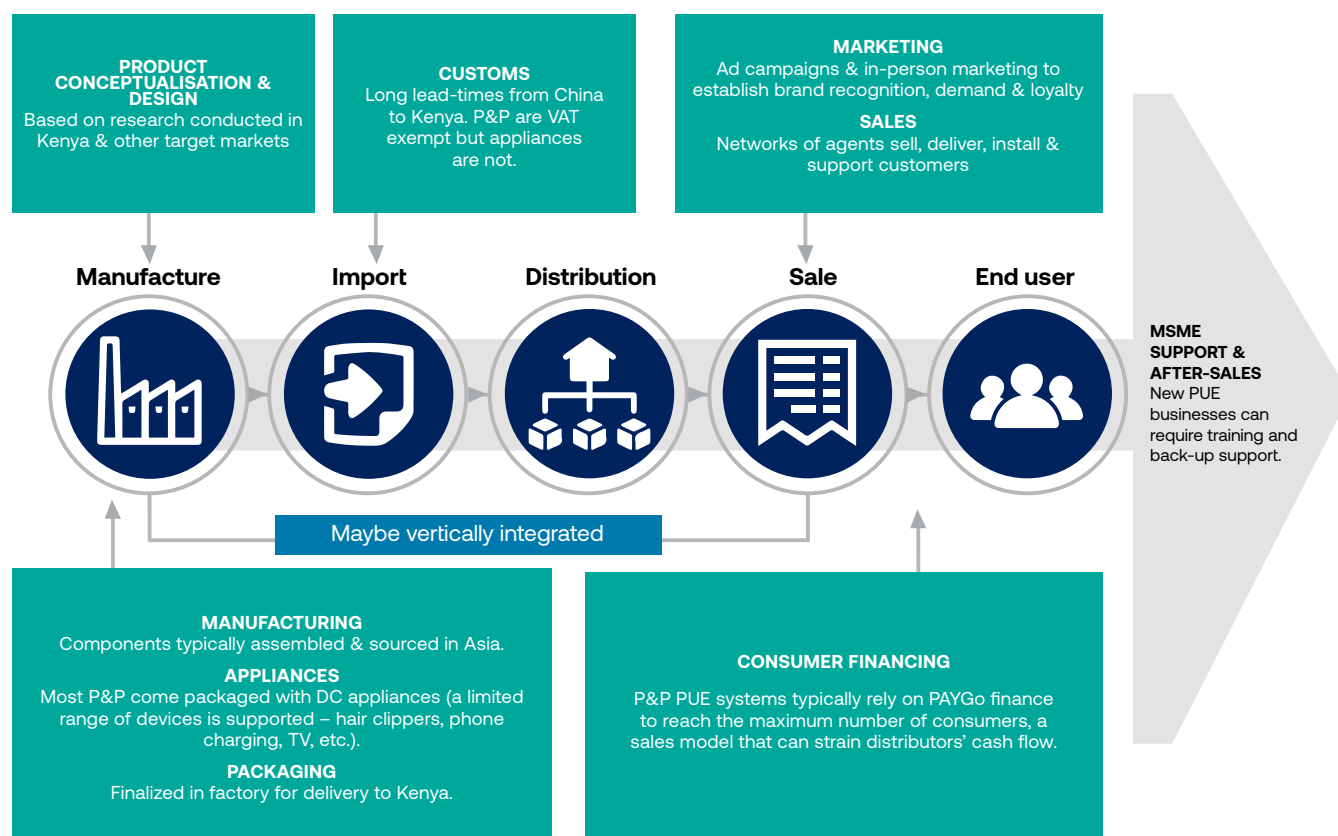 PRODUCT
CONCEPTUALISATION &
DESIGN
Based on research conducted in
Kenya & other target markets
CUSTOMS
Long lead-times from China
to Kenya. P&P are VAT
exempt but appliances
are not.
MARKETING
Ad campaigns & in-person marketing to
establish brand recognition, demand & loyalty
SALES
Networks of agents sell, deliver, install &
support customers
Manufacture
Import
Distribution
Sale
End user
MSME
SUPPORT &
AFTER-SALES
New PUE
businesses can
require training and
back-up support.
Maybe vertically integrated
MANUFACTURING
Components typically assembled & sourced in Asia.
APPLIANCES
Most P&P come packaged with DC appliances (a limited
range of devices is supported – hair clippers, phone
charging, TV, etc.).
PACKAGING
Finalized in factory for delivery to Kenya.
CONSUMER FINANCING
P&P PUE systems typically rely on PAYGo finance
to reach the maximum number of consumers, a
sales model that can strain distributors’ cash flow.